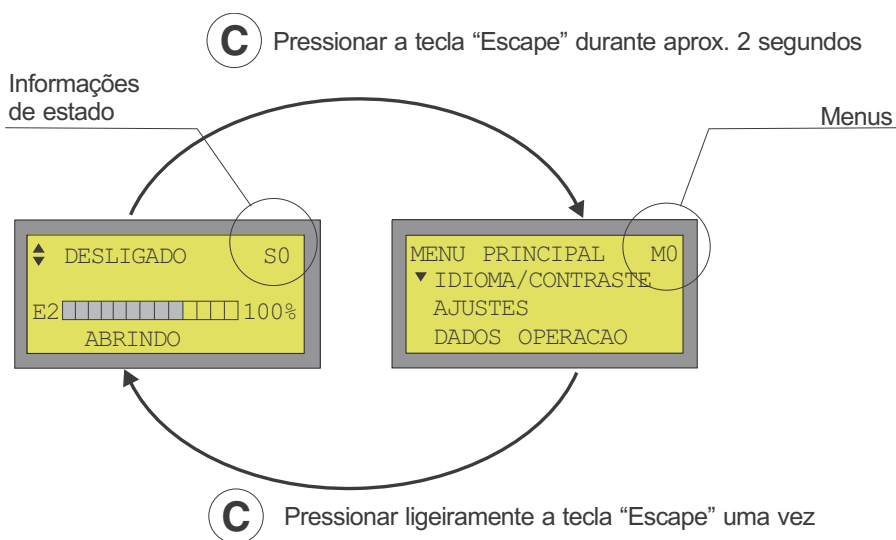 C Pressionar a tecla “Escape” durante aprox. 2 segundos
Informações
de estado
Menus
DESLIGADO S0
E2 100%
ABRINDO
MENU PRINCIPAL M0
IDIOMA/CONTRASTE
AJUSTES
DADOS OPERACAO
C Pressionar ligeiramente a tecla “Escape” uma vez